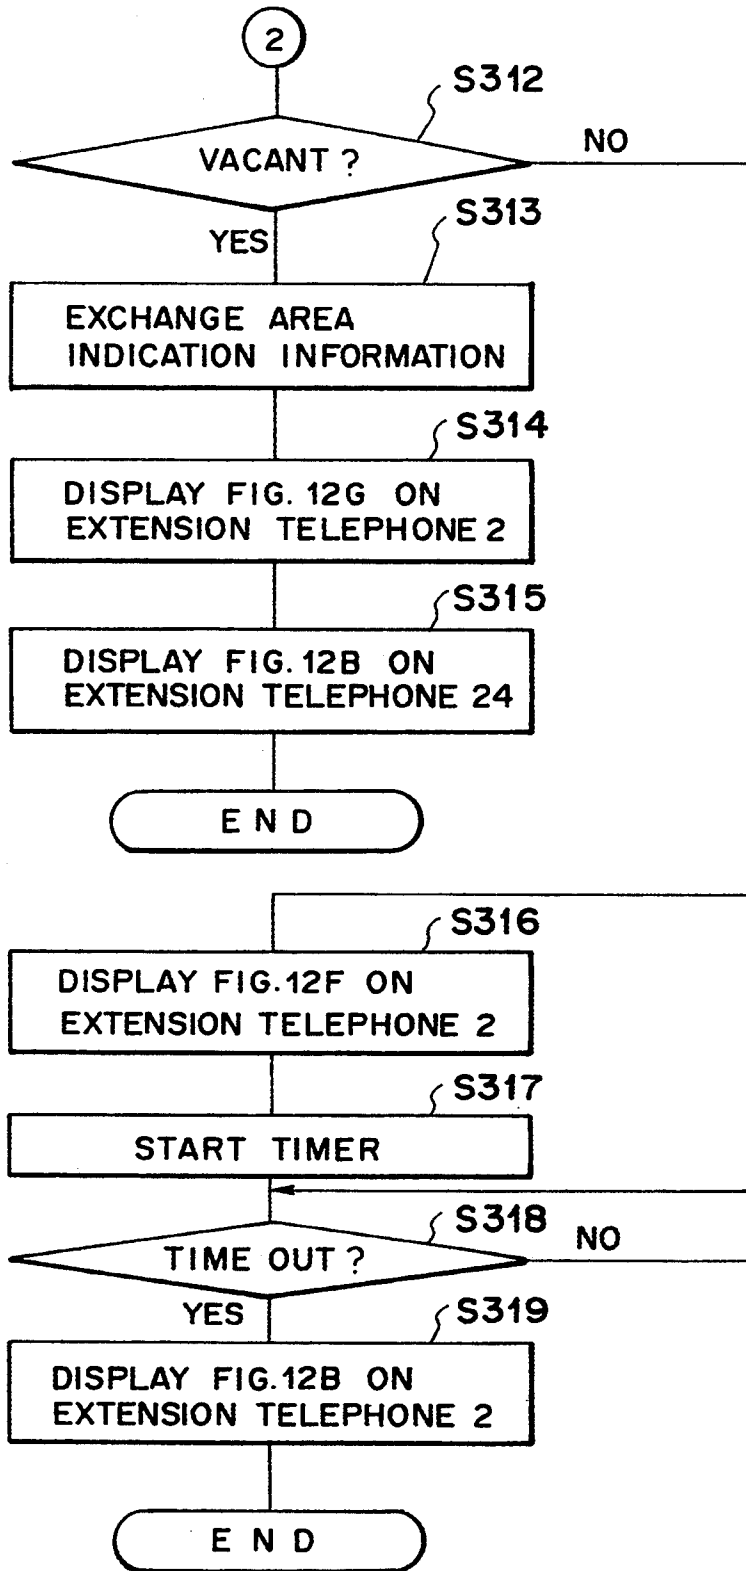 2
S312
VACANT ?
NO
YES
S313
EXCHANGE AREA
INDICATION INFORMATION
S314
DISPLAY FIG. 12G ON
EXTENSION TELEPHONE 2
S315
DISPLAY FIG. 12B ON
EXTENSION TELEPHONE 24
END
S316
DISPLAY FIG. 12F ON
EXTENSION TELEPHONE 2
S317
START TIMER
S318
TIME OUT ?
NO
YES
S319
DISPLAY FIG. 12B ON
EXTENSION TELEPHONE 2
END